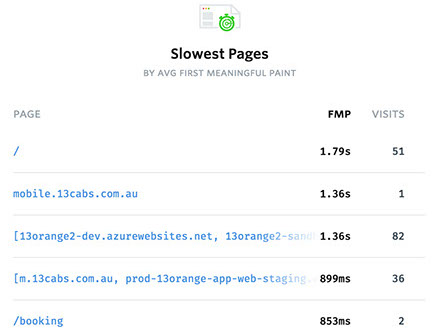 Slowest Pages
BY AVG FIRST MEANINGFUL PAINT
PAGE FMP VISITS
/ 1.79s 51
mobile.13cabs.com.au 1.36s 1
[13orange2-dev.azurewebsites.net, 13orange2-sand 1.36s 82
[m.13cabs.com.au, prod-13orange-app-web-staging. 899ms 36
/booking 853ms 2